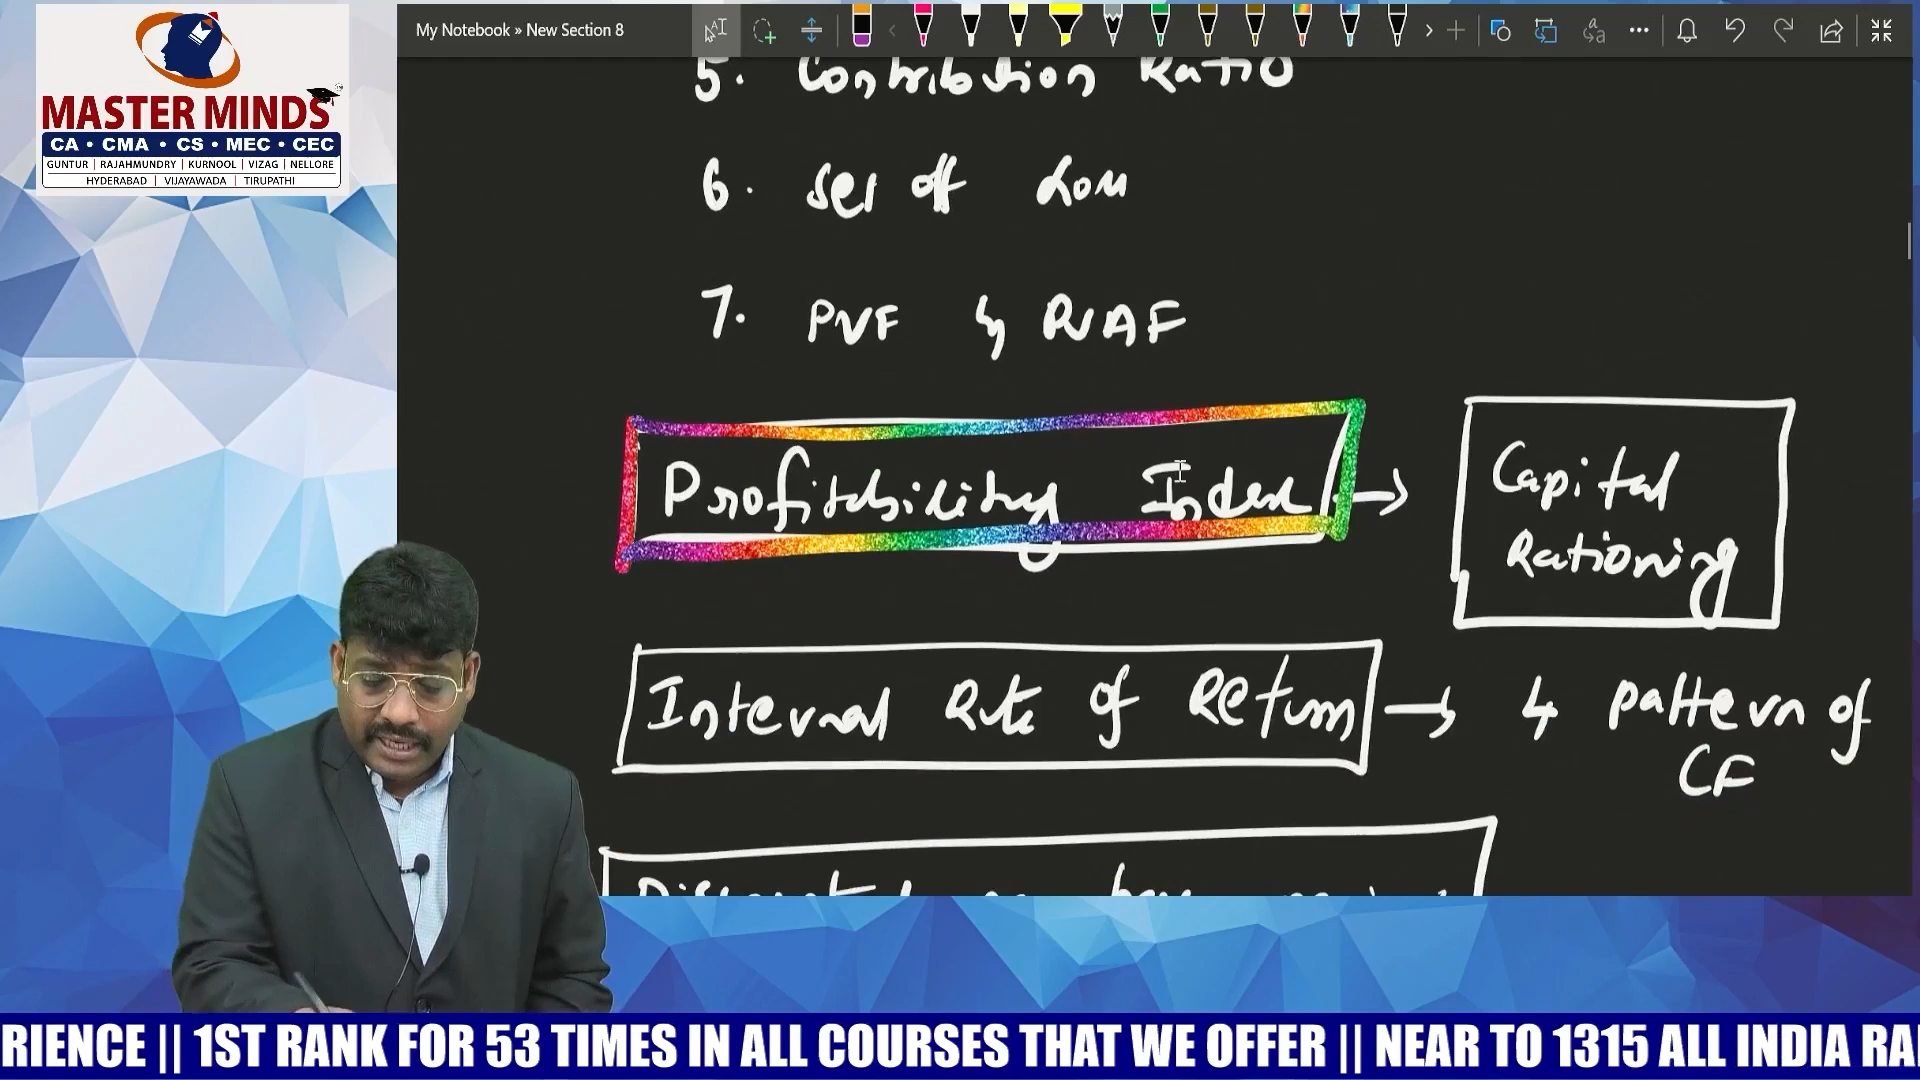 My Notebook » New Section 8
MASTER MINDS
CA • CMA • CS • MEC • CEC
GUNTUR | RAJAHMUNDRY | KURNOOL | VIZAG | NELLORE
HYDERABAD | VIJAYAWADA | TIRUPATHI
5. Contribution Ratio
6. Set off Loss
7. PVF & PVAF
Profitability Index →
Capital
Rationing
Internal Rate of Return → 4 pattern of
CF
RIENCE || 1ST RANK FOR 53 TIMES IN ALL COURSES THAT WE OFFER || NEAR TO 1315 ALL INDIA RA